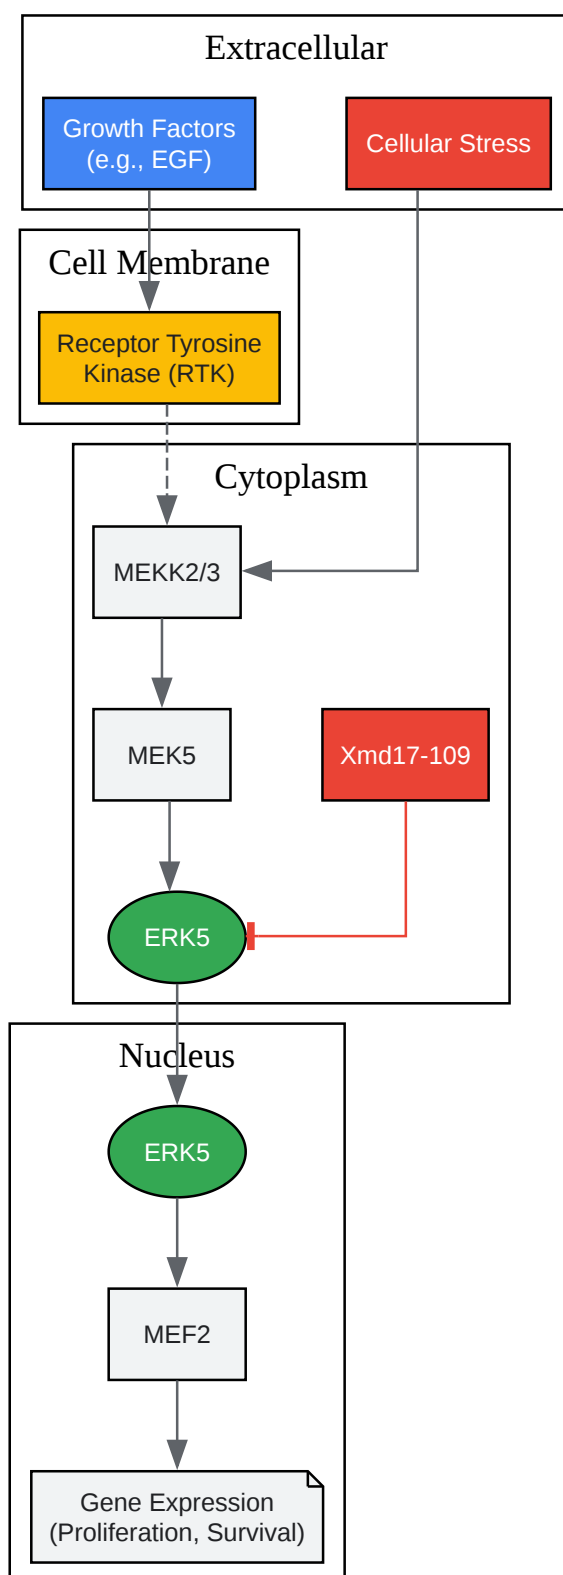 Extracellular
Growth Factors
(e.g., EGF)
Cellular Stress
Cell Membrane
Receptor Tyrosine
Kinase (RTK)
Cytoplasm
MEKK2/3
MEK5
Xmd17-109
ERK5
Nucleus
ERK5
MEF2
Gene Expression
(Proliferation, Survival)